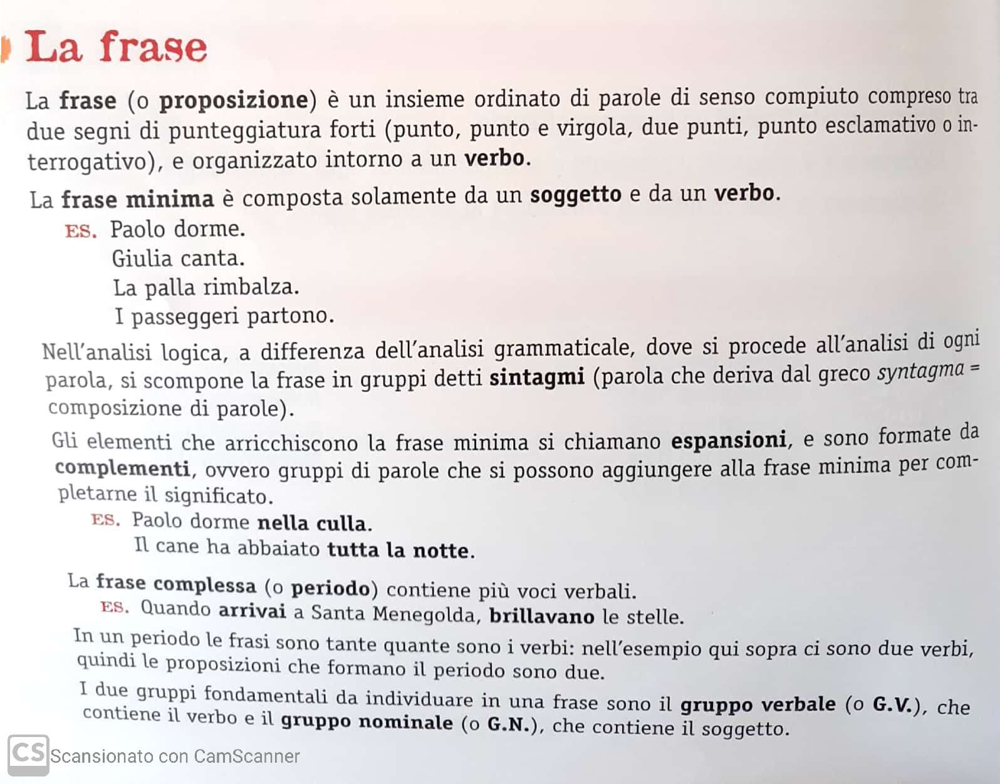 La frase
La frase (o proposizione) è un insieme ordinato di parole di senso compiuto compreso tra
due segni di punteggiatura forti (punto, punto e virgola, due punti, punto esclamativo o in-
terrogativo), e organizzato intorno a un verbo.
La frase minima è composta solamente da un soggetto e da un verbo.
ES. Paolo dorme.
Giulia canta.
La palla rimbalza.
I passeggeri partono.
Nell'analisi logica, a differenza dell'analisi grammaticale, dove si procede all'analisi di ogni
parola, si scompone la frase in gruppi detti sintagmi (parola che deriva dal greco syntagma =
composizione di parole).
Gli elementi che arricchiscono la frase minima si chiamano espansioni, e sono formate da
complementi, ovvero gruppi di parole che si possono aggiungere alla frase minima per com-
pletarne il significato.
ES. Paolo dorme nella culla.
Il cane ha abbaiato tutta la notte.
La frase complessa (o periodo) contiene più voci verbali.
ES. Quando arrivai a Santa Menegolda, brillavano le stelle.
In un periodo le frasi sono tante quante sono i verbi: nell'esempio qui sopra ci sono due verbi,
quindi le proposizioni che formano il periodo sono due.
I due gruppi fondamentali da individuare in una frase sono il gruppo verbale (o G.V.), che
contiene il verbo e il gruppo nominale (o G.N.), che contiene il soggetto.
CS Scansionato con CamScanner